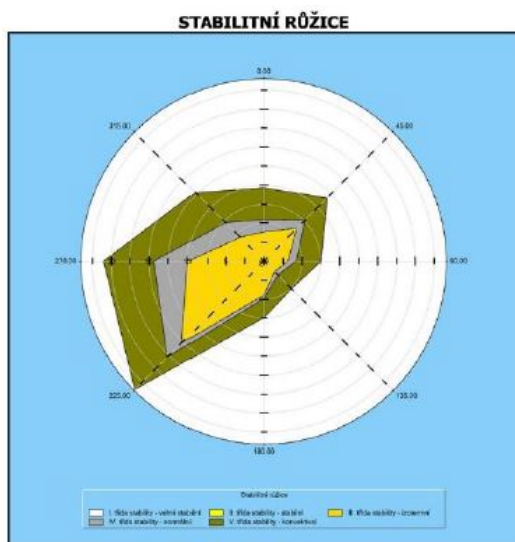 STABILITNÍ RŮŽICE
0.00
315.00
45.00
270.00
90.00
225.00
135.00
180.00
Stabilitní růžice
I. třída stability - velmi stabilní
II. třída stability - stabilní
III. třída stability - izotermní
IV. třída stability - normální
V. třída stability - konvektivní